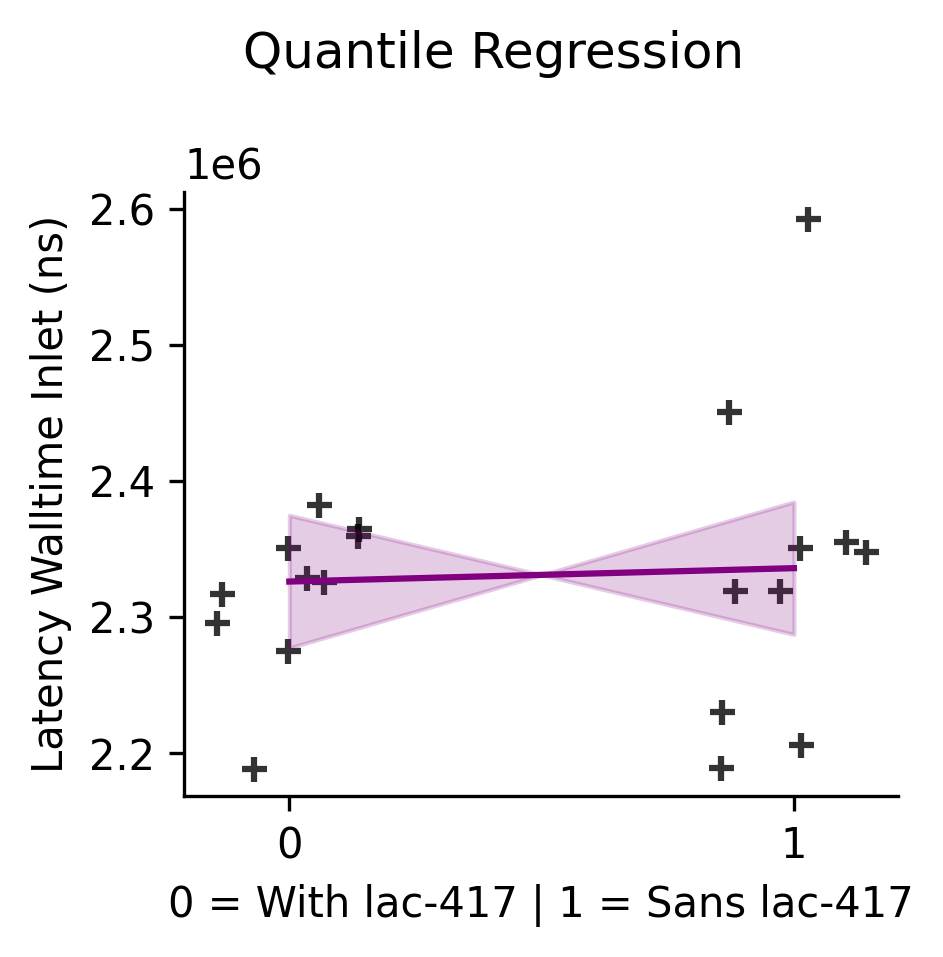 Quantile Regression
1e6
2.6
2.5
2.4
2.3
2.2
Latency Walltime Inlet (ns)
0 1
0 = With lac-417 | 1 = Sans lac-417